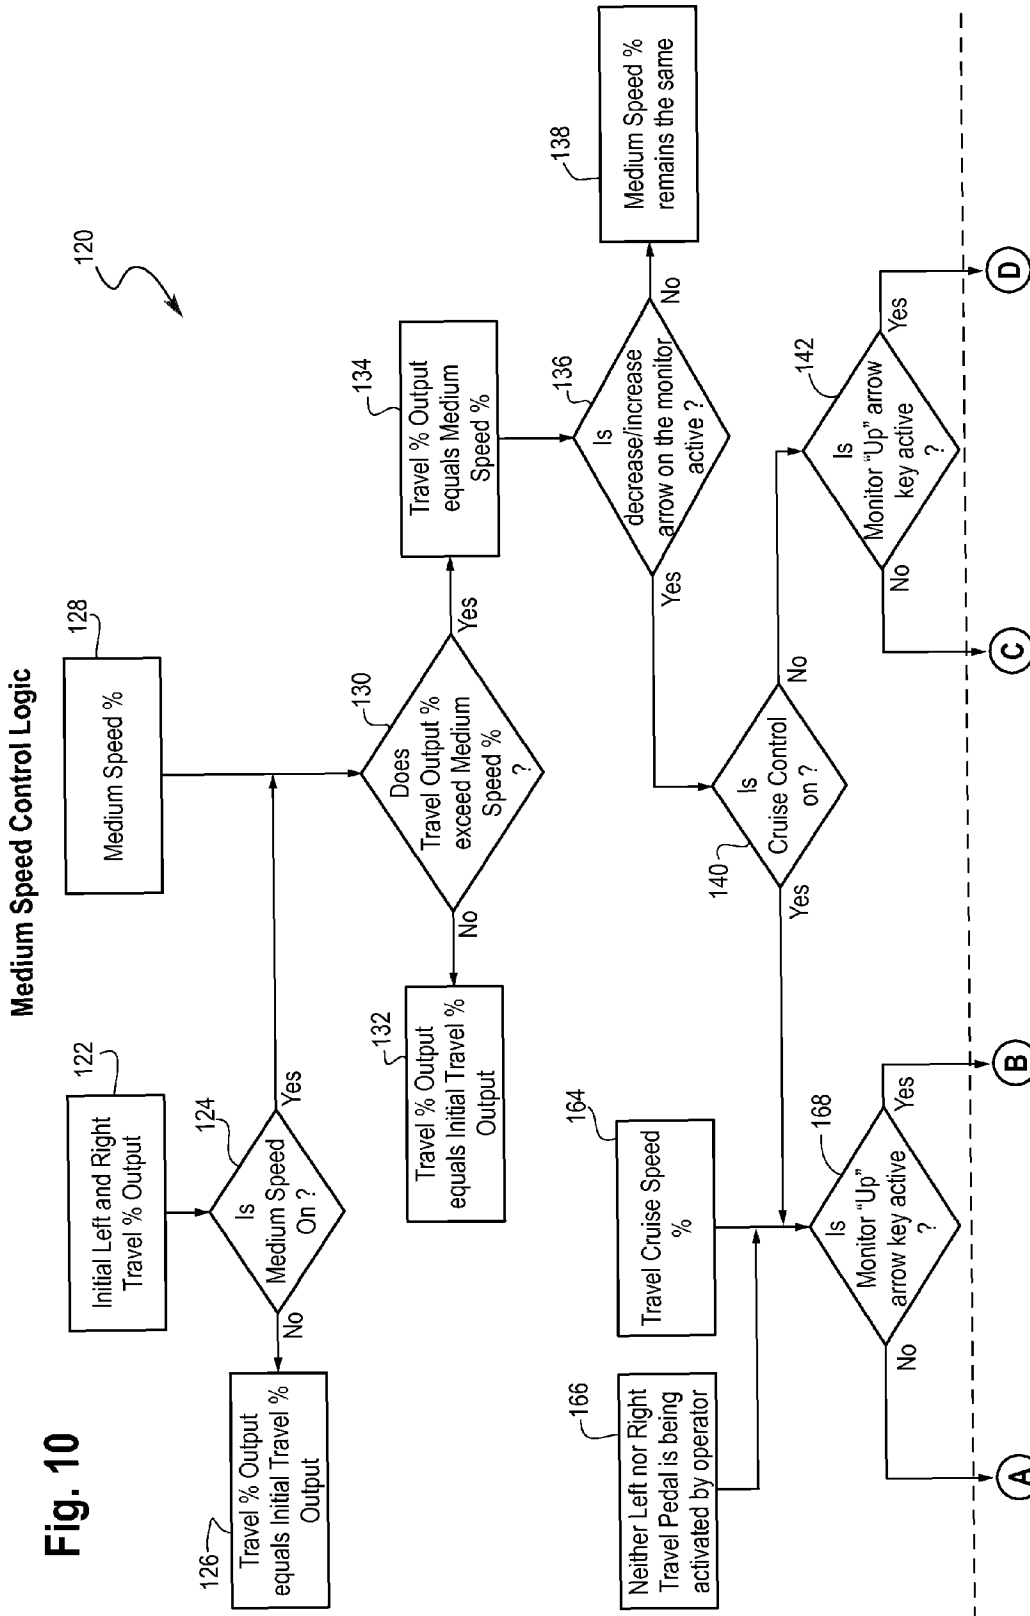 Fig. 10
Medium Speed Control Logic
120
122
Initial Left and Right
Travel % Output
128
Medium Speed %
124
Is
Medium Speed
On ?
No
Yes
126
Travel % Output
equals Initial Travel %
Output
130
Does
Travel Output %
exceed Medium
Speed %
?
No
Yes
132
Travel % Output
equals Initial Travel %
Output
134
Travel % Output
equals Medium
Speed %
136
Is
decrease/increase
arrow on the monitor
active ?
Yes
No
138
Medium Speed %
remains the same
140
Is
Cruise Control
on ?
Yes
No
166
Neither Left nor Right
Travel Pedal is being
activated by operator
164
Travel Cruise Speed
%
168
Is
Monitor “Up”
arrow key active
?
No
Yes
142
Is
Monitor “Up” arrow
key active
?
No
Yes
A
B
C
D